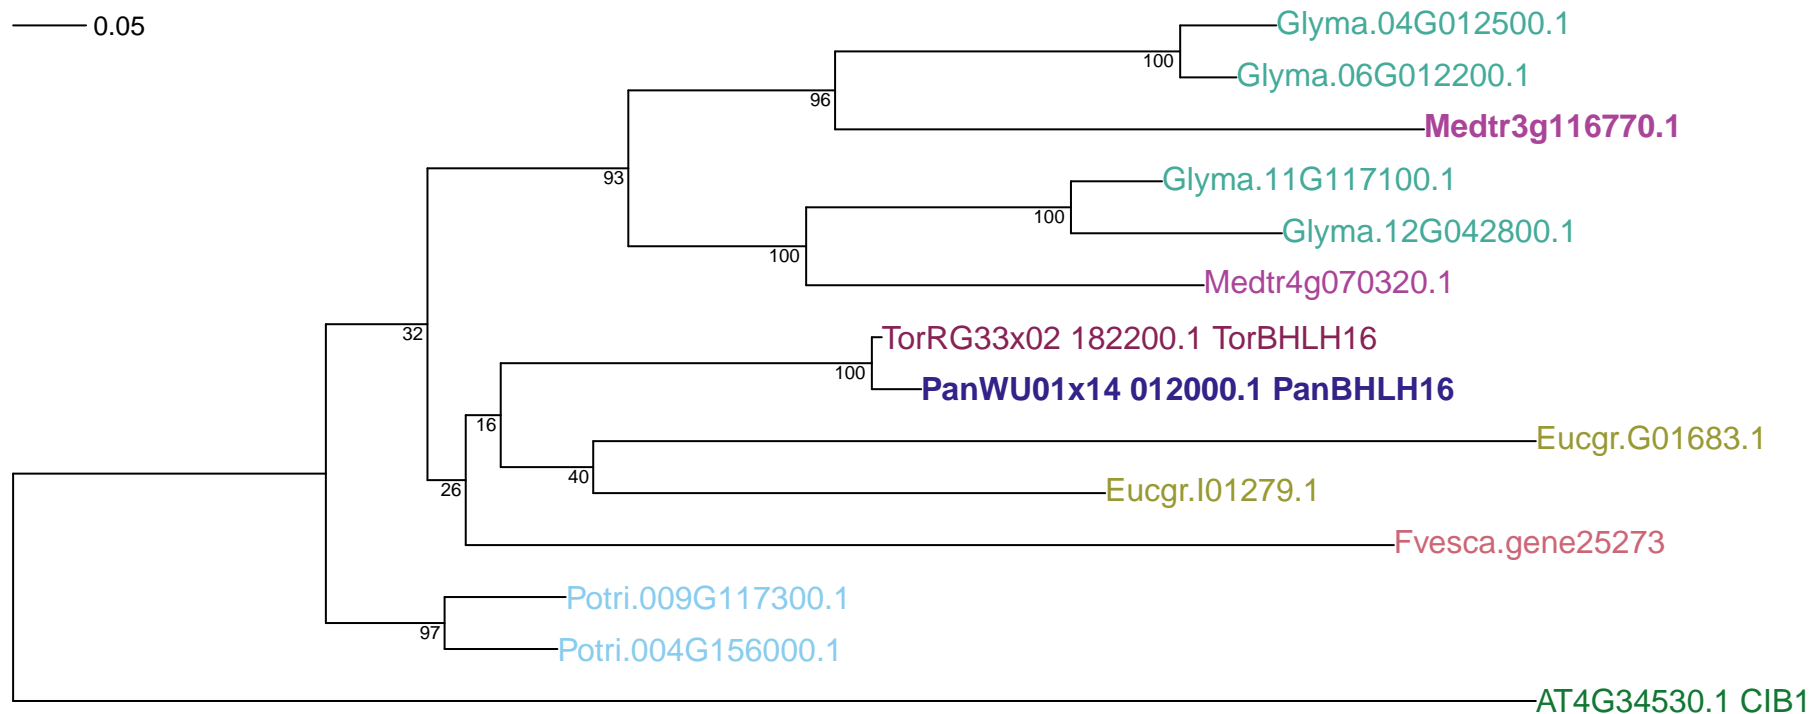 0.05
Glyma.04G012500.1
100
Glyma.06G012200.1
96
Medtr3g116770.1
93
Glyma.11G117100.1
100
Glyma.12G042800.1
100
Medtr4g070320.1
32
TorRG33x02 182200.1 TorBHLH16
100
PanWU01x14 012000.1 PanBHLH16
16
Eucgr.G01683.1
40
26
Eucgr.I01279.1
Fvesca.gene25273
Potri.009G117300.1
97
Potri.004G156000.1
AT4G34530.1 CIB1